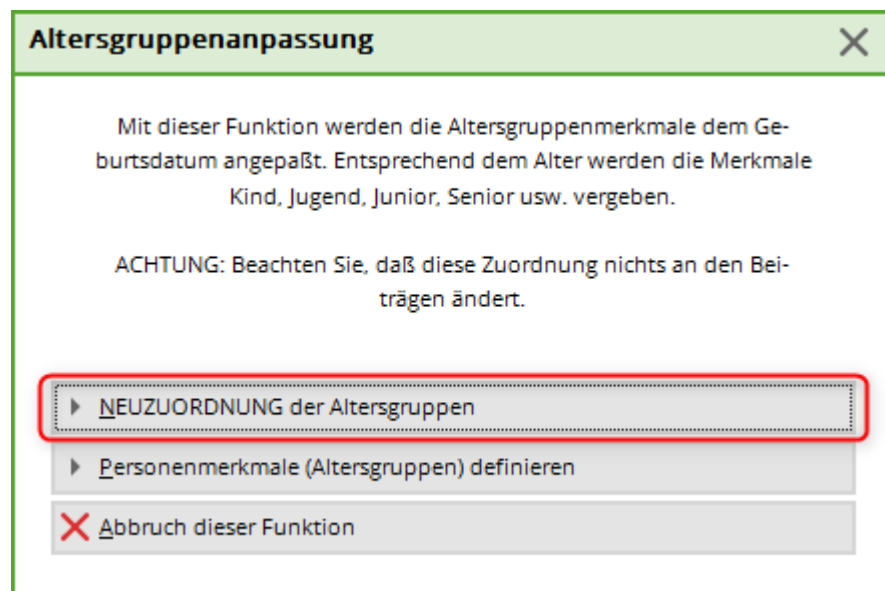 Altersgruppenanpassung
Mit dieser Funktion werden die Altersgruppenmerkmale dem Ge-
burtsdatum angepaßt. Entsprechend dem Alter werden die Merkmale
Kind, Jugend, Junior, Senior usw. vergeben.
ACHTUNG: Beachten Sie, daß diese Zuordnung nichts an den Bei-
trägen ändert.
NEUZUORDNUNG der Altersgruppen
Personenmerkmale (Altersgruppen) definieren
Abbruch dieser Funktion